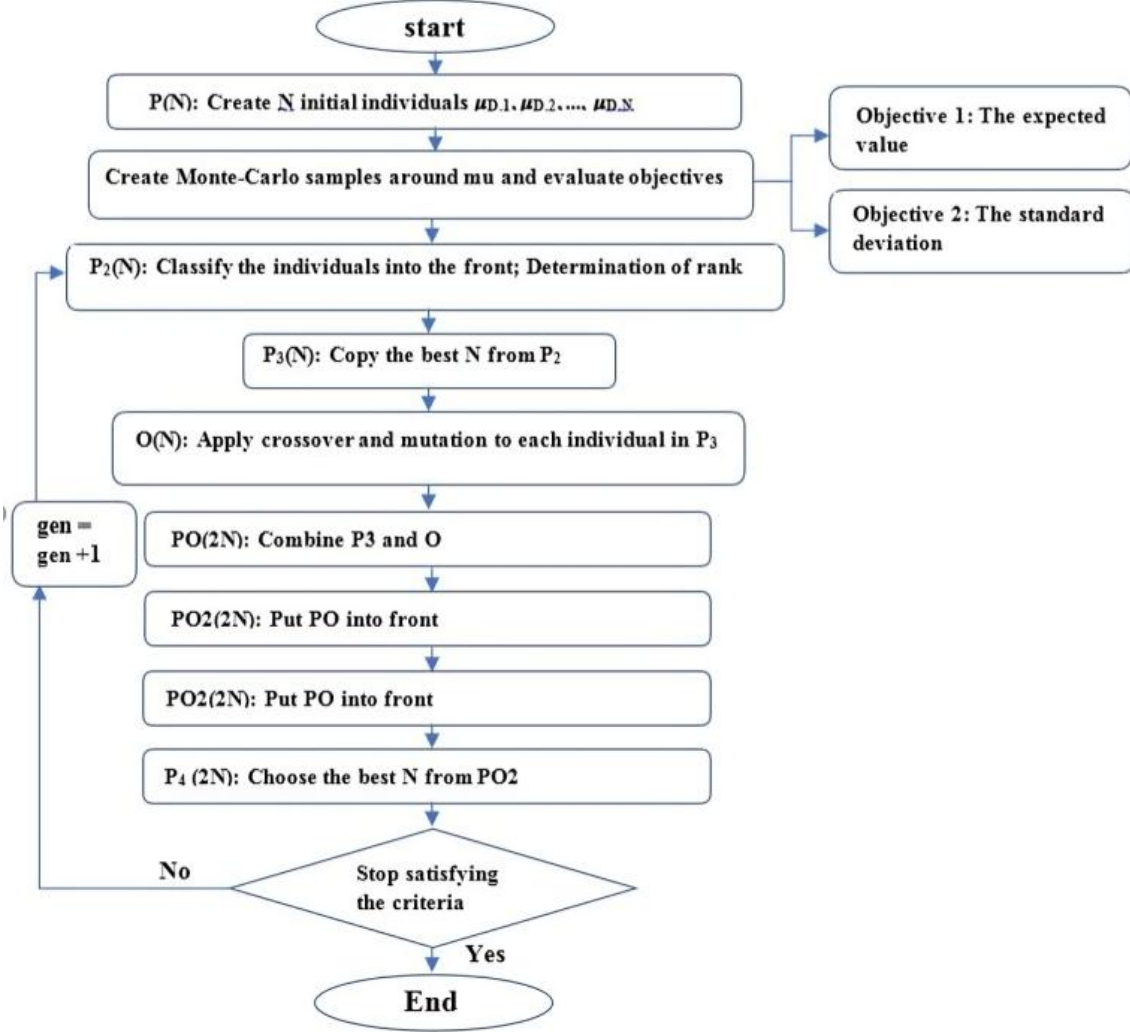 start
P(N): Create N initial individuals μD.1, μD.2, ..., μD.N
Create Monte-Carlo samples around mu and evaluate objectives
Objective 1: The expected
value
Objective 2: The standard
deviation
P2(N): Classify the individuals into the front; Determination of rank
P3(N): Copy the best N from P2
O(N): Apply crossover and mutation to each individual in P3
gen =
gen +1
PO(2N): Combine P3 and O
PO2(2N): Put PO into front
PO2(2N): Put PO into front
P4 (2N): Choose the best N from PO2
No
Stop satisfying
the criteria
Yes
End